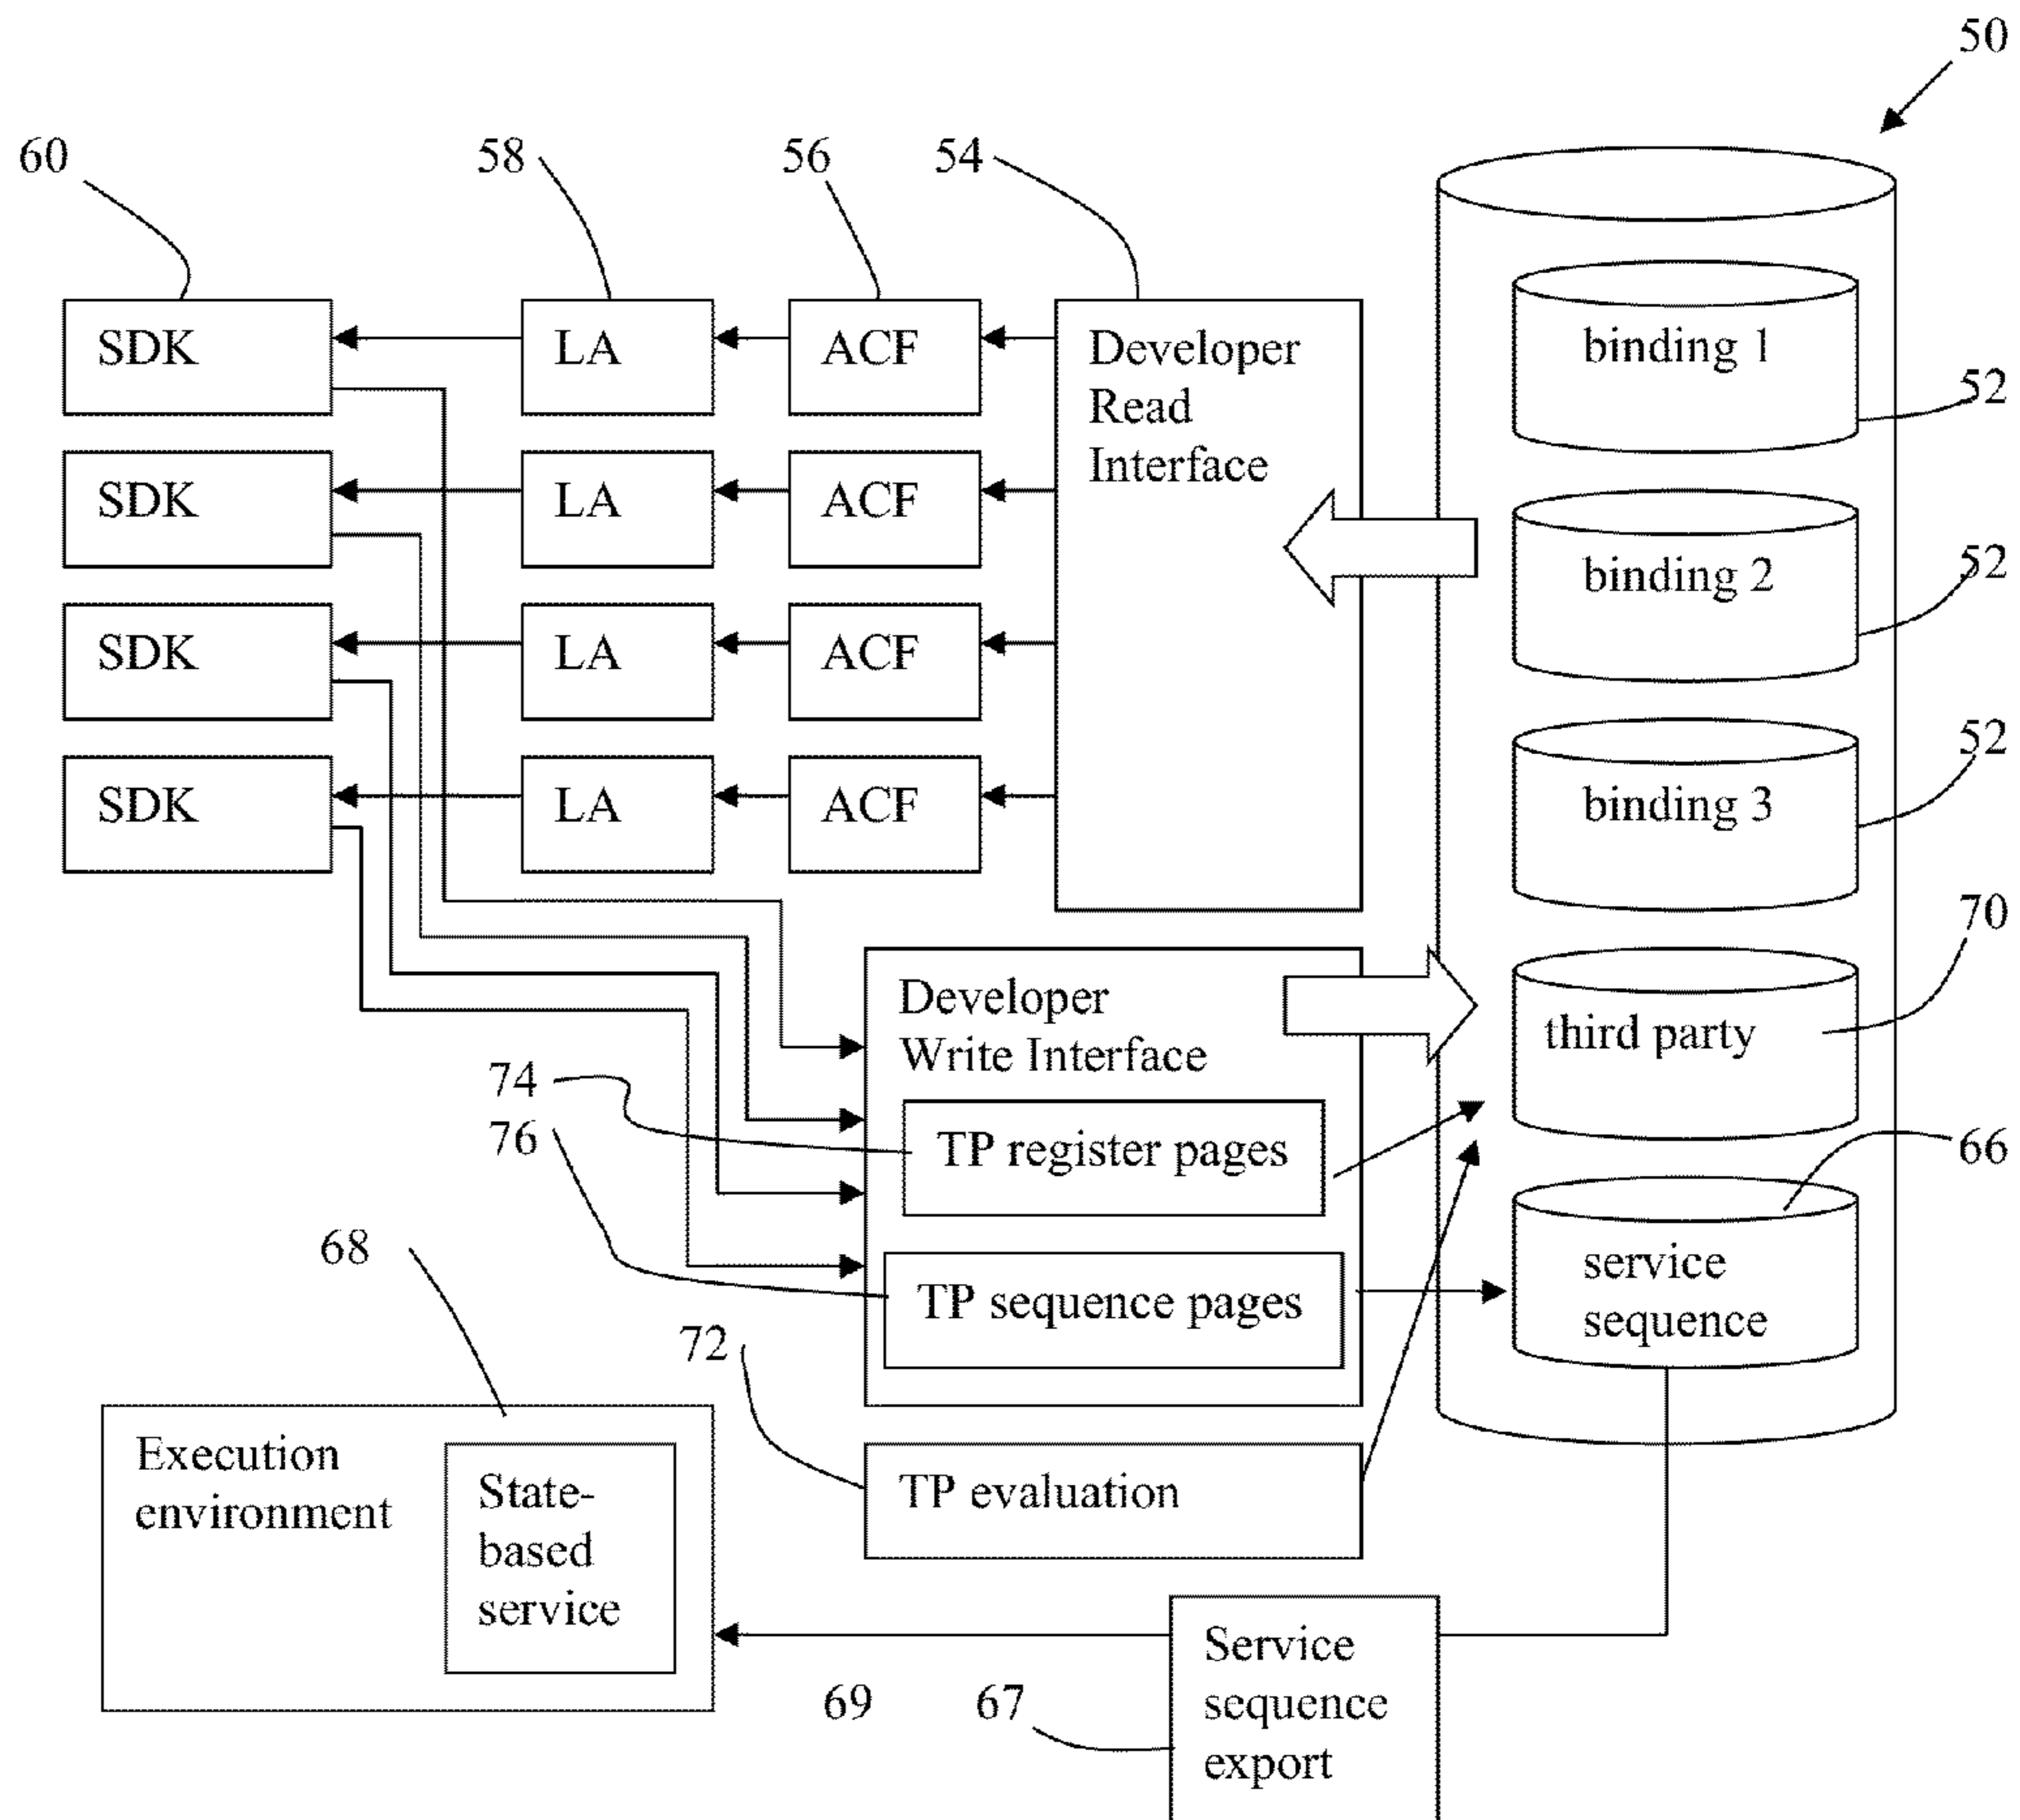 50
60
58
56
54
SDK
LA
ACF
Developer
Read
Interface
binding 1
52
SDK
LA
ACF
binding 2
52
SDK
LA
ACF
binding 3
52
SDK
LA
ACF
70
Developer
Write Interface
third party
74
76
TP register pages
66
68
TP sequence pages
service
sequence
72
Execution
environment
State-
based
service
TP evaluation
69
67
Service
sequence
export